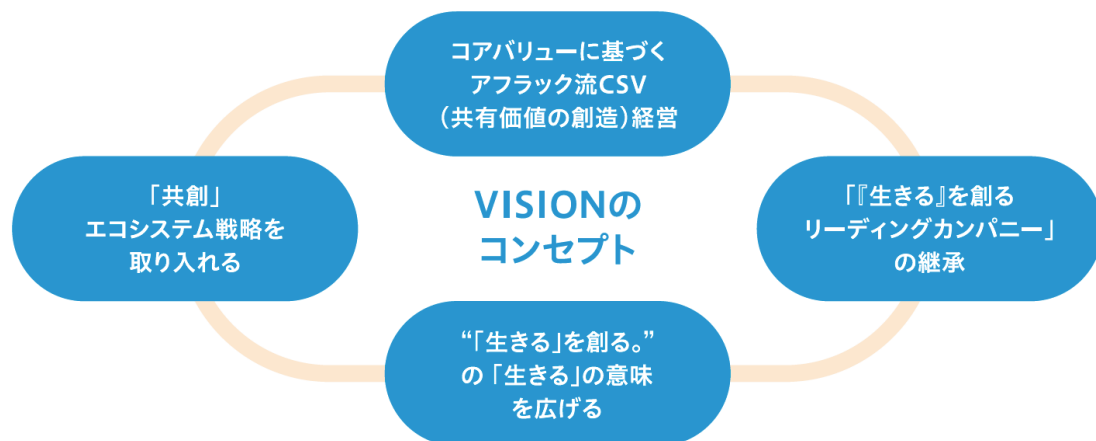 コアバリューに基づく
アフラック流CSV
（共有価値の創造）経営
「共創」
エコシステム戦略を
取り入れる
VISIONの
コンセプト
「『生きる』を創る
リーディングカンパニー」
の継承
“「生きる」を創る。”
の「生きる」の意味
を広げる